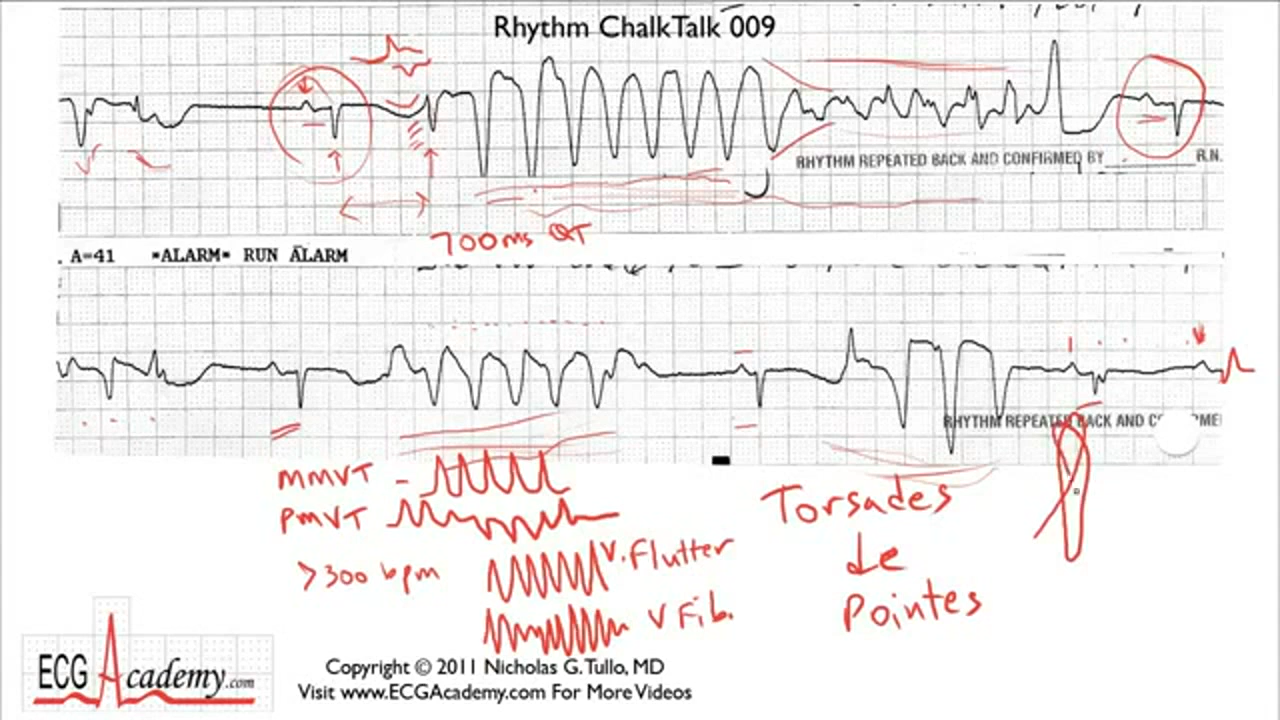 Rhythm ChalkTalk 009
RHYTHM REPEATED BACK AND CONFIRMED BY ____________ R.N.
700ms QT
. A=41 *ALARM* RUN ALARM
RHYTHM REPEATED BACK AND
MMVT -
PMVT
>300 bpm
V. Flutter
V Fib.
Torsades
de
Pointes
ECG Academy.com
Copyright © 2011 Nicholas G. Tullo, MD
Visit www.ECGAcademy.com For More Videos